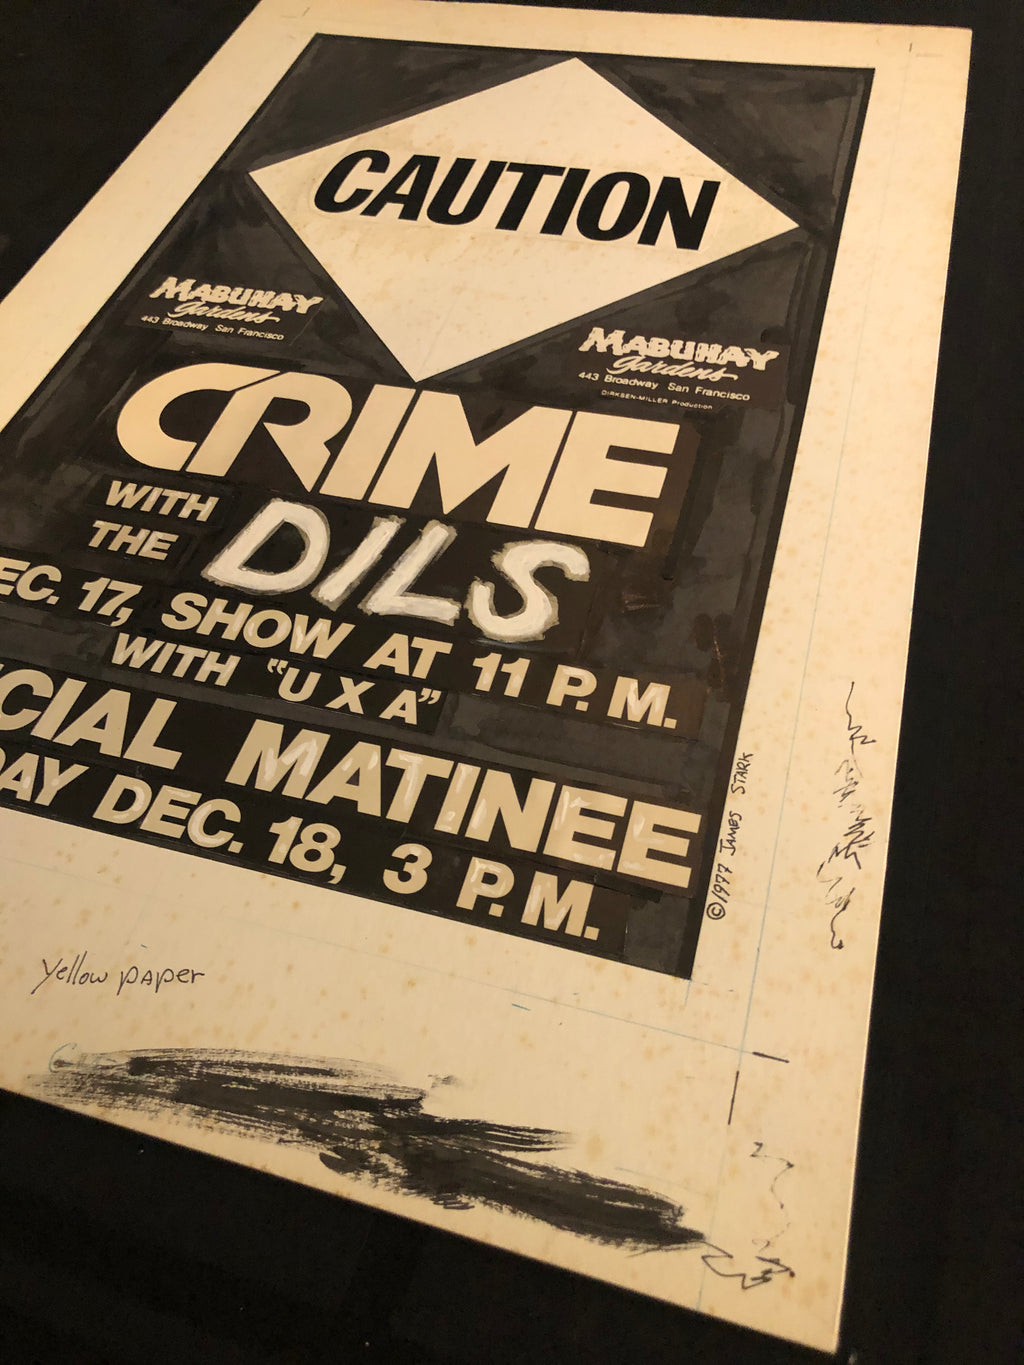 CAUTION
MABUHAY
Gardens
443 Broadway San Francisco
MABUHAY
Gardens
443 Broadway San Francisco
DIRKSEN-MILLER Production
CRIME
WITH
THE
DILS
EC. 17, SHOW AT 11 P.M.
WITH "U X A"
CIAL MATINEE
DAY DEC. 18, 3 P.M.
©1977 JAMES STARK
yellow paper